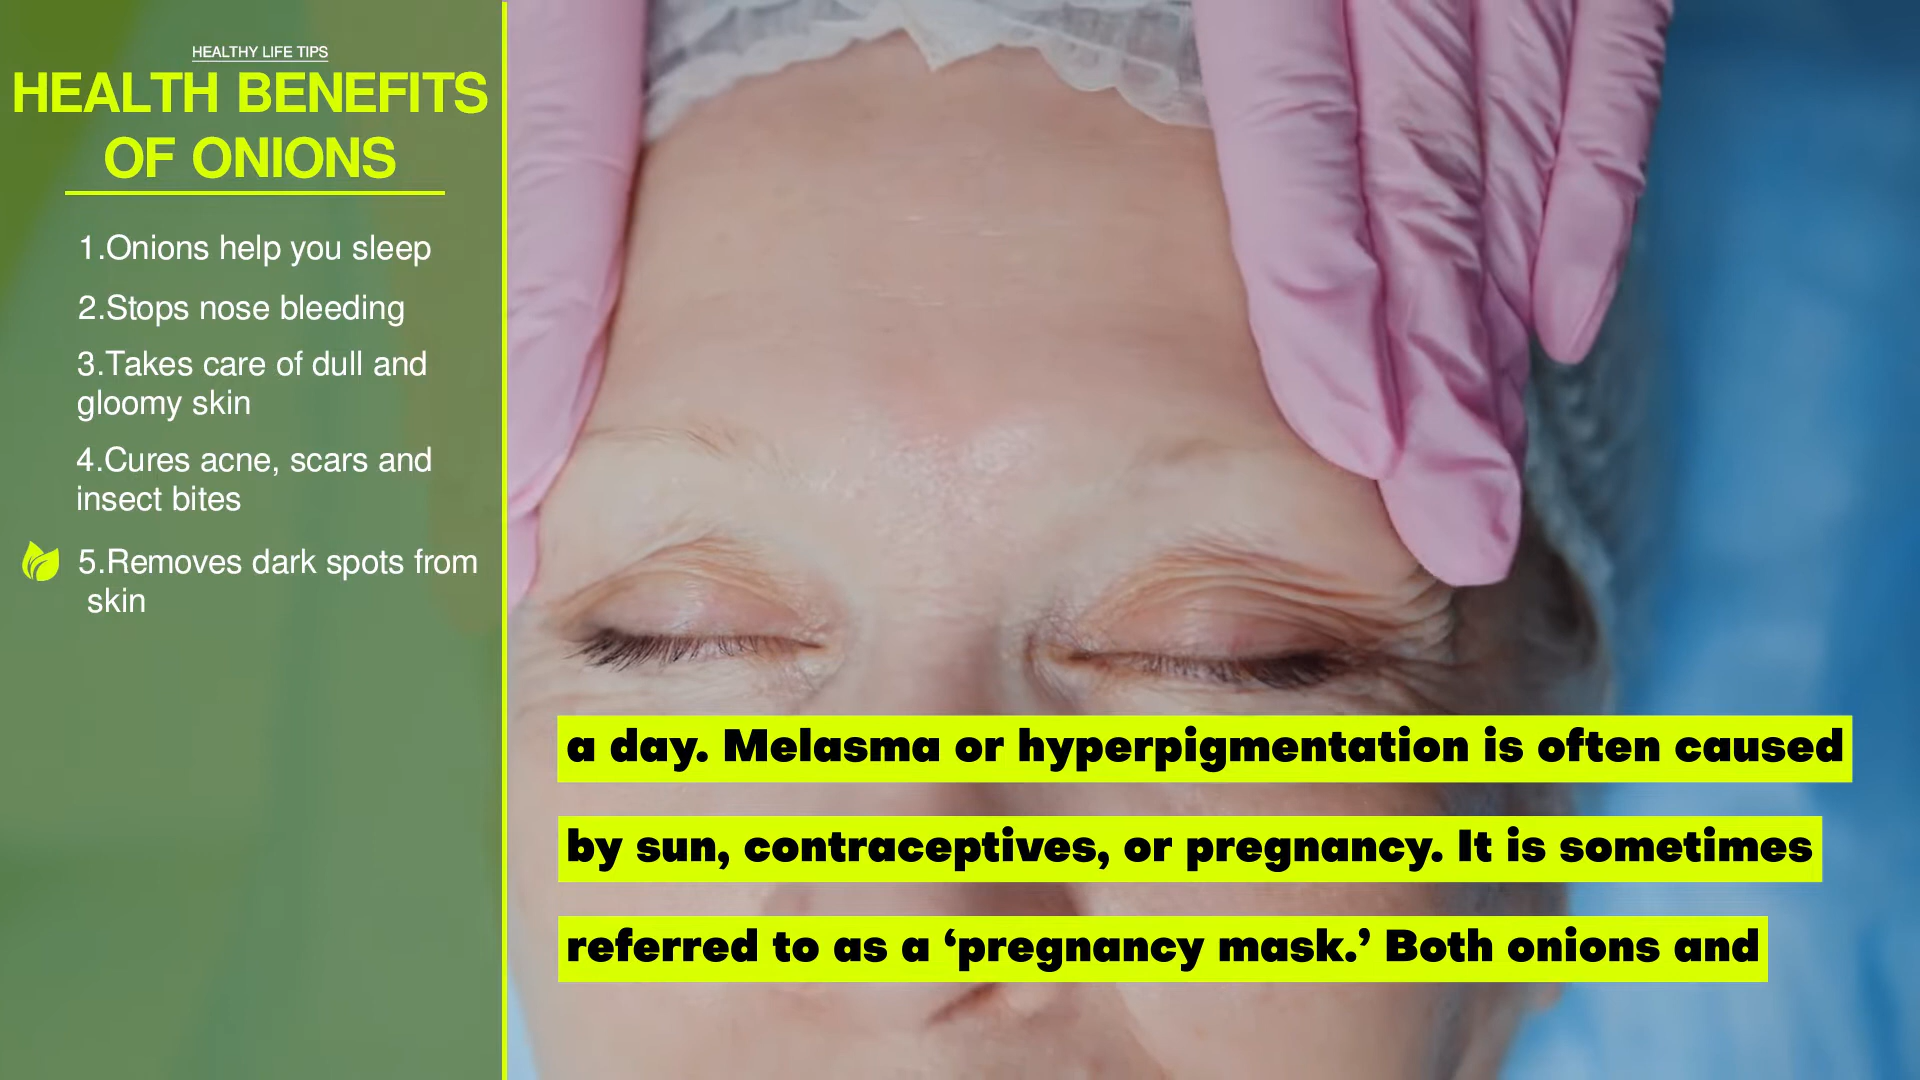 HEALTHY LIFE TIPS
HEALTH BENEFITS
OF ONIONS
1.Onions help you sleep
2.Stops nose bleeding
3.Takes care of dull and
gloomy skin
4.Cures acne, scars and
insect bites
5.Removes dark spots from
skin
a day. Melasma or hyperpigmentation is often caused
by sun, contraceptives, or pregnancy. It is sometimes
referred to as a ‘pregnancy mask.’ Both onions and